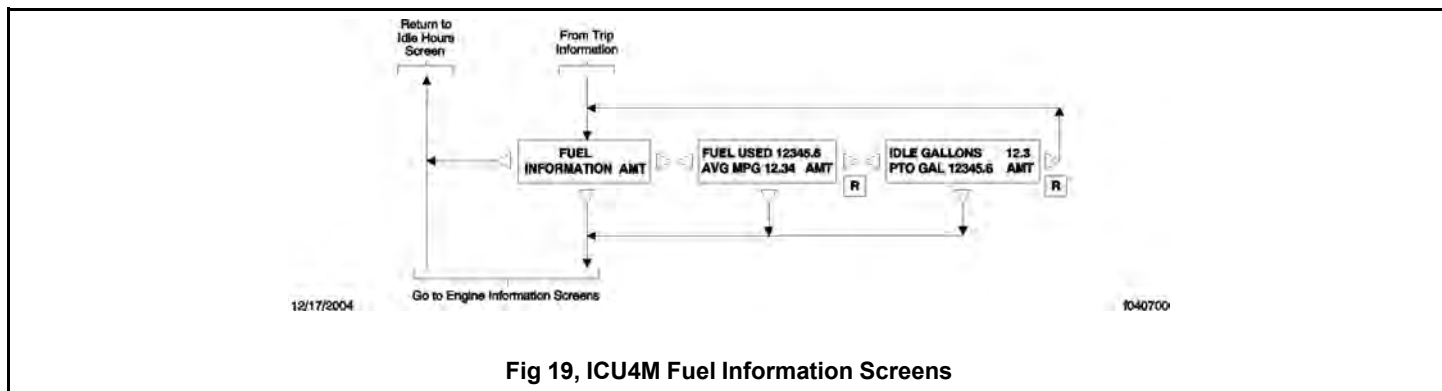 Return to
Idle Hours
Screen
From Trip
Information
FUEL
INFORMATION AMT
FUEL USED 12345.6
AVG MPG 12.34 AMT
R
IDLE GALLONS 12.3
PTO GAL 12345.6 AMT
R
Go to Engine Information Screens
12/17/2004
f040700
Fig 19, ICU4M Fuel Information Screens